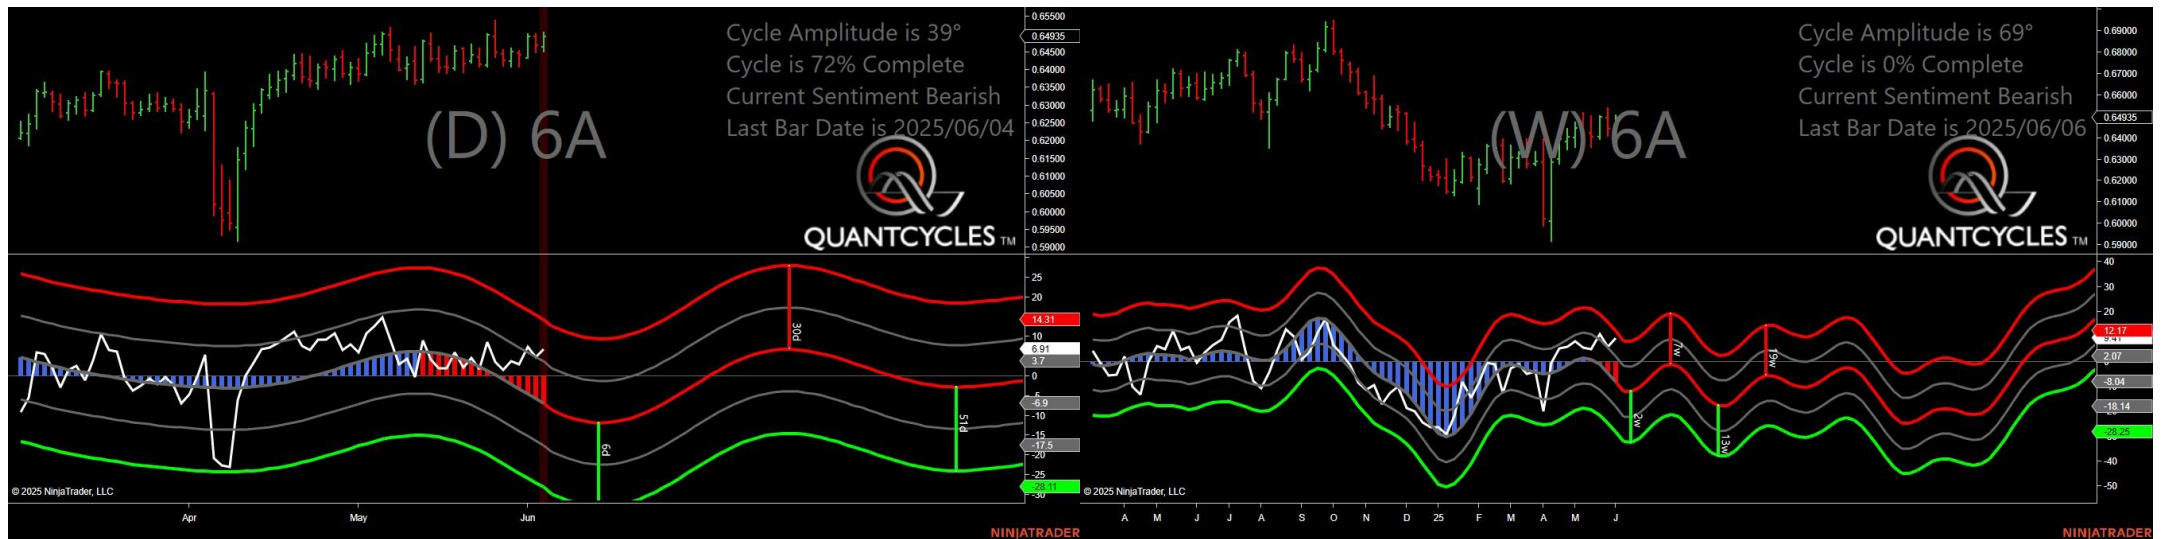 Cycle Amplitude is 39°
Cycle is 72% Complete
Current Sentiment Bearish
Last Bar Date is 2025/06/04
(D) 6A
QUANTCYCLES TM
0.65500
0.64935
0.64500
0.64000
0.63500
0.63000
0.62500
0.62000
0.61500
0.61000
0.60500
0.60000
0.59500
0.59000
30d
6d
51d
25
20
14.31
10
6.91
3.7
0
-6.9
-10
-15
-17.5
-20
-25
-28.11
-30
© 2025 NinjaTrader, LLC
Apr May Jun
NINJATRADER
Cycle Amplitude is 69°
Cycle is 0% Complete
Current Sentiment Bearish
Last Bar Date is 2025/06/06
(W) 6A
QUANTCYCLES TM
0.69000
0.68000
0.67000
0.66000
0.64935
0.64000
0.63000
0.62000
0.61000
0.60000
0.59000
7w
19w
2w
13w
40
30
20
12.17
9.41
2.07
-8.04
-18.14
-28.25
-40
-50
© 2025 NinjaTrader, LLC
A M J J A S O N D 25 F M A M J
NINJATRADER